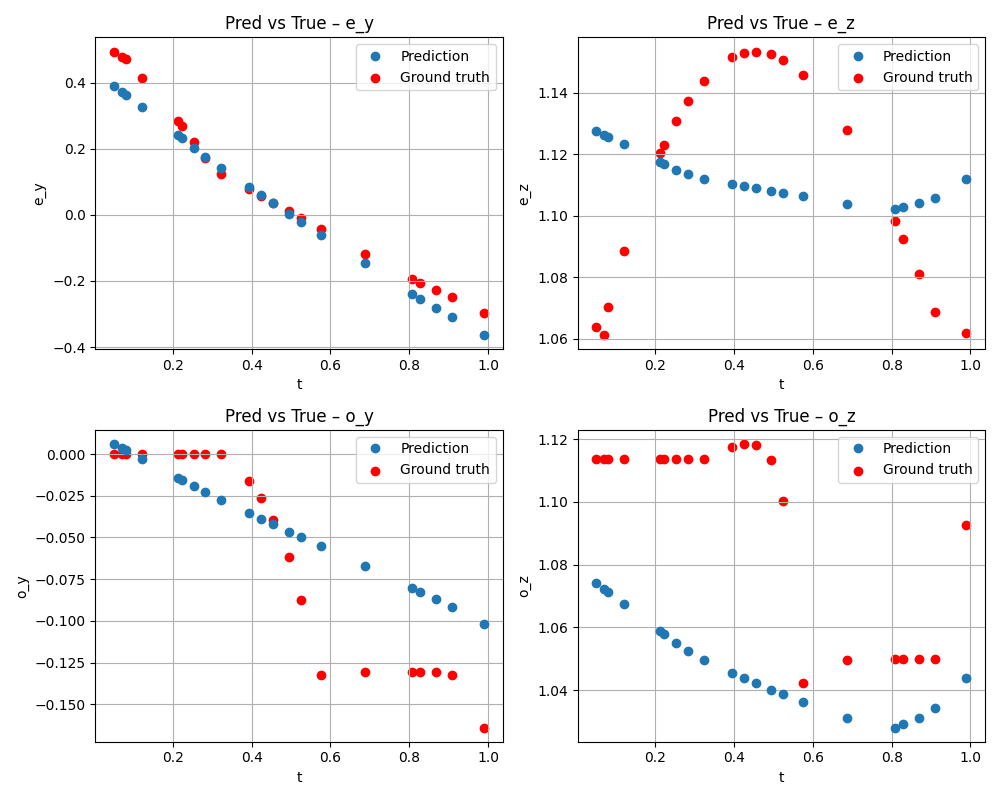 Pred vs True – e_y
Prediction
Ground truth
0.4
0.2
0.0
−0.2
−0.4
e_y
0.2
0.4
0.6
0.8
1.0
t
Pred vs True – e_z
Prediction
Ground truth
1.14
1.12
1.10
1.08
1.06
e_z
0.2
0.4
0.6
0.8
1.0
t
Pred vs True – o_y
Prediction
Ground truth
0.000
−0.025
−0.050
−0.075
−0.100
−0.125
−0.150
o_y
0.2
0.4
0.6
0.8
1.0
t
Pred vs True – o_z
Prediction
Ground truth
1.12
1.10
1.08
1.06
1.04
o_z
0.2
0.4
0.6
0.8
1.0
t